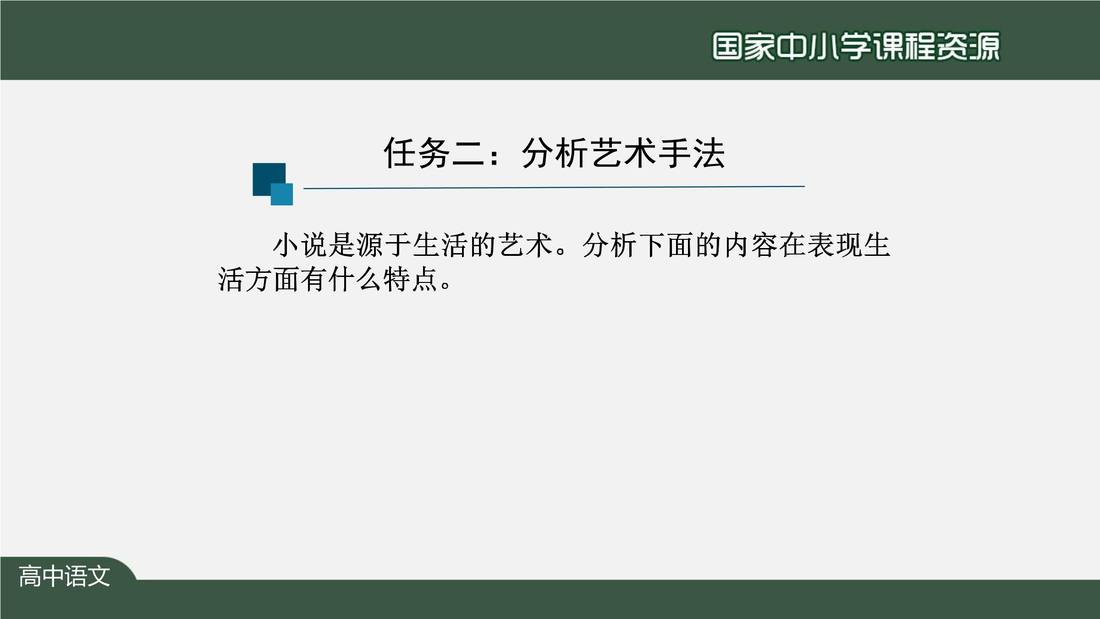 国家中小学课程资源
任务二：分析艺术手法
小说是源于生活的艺术。分析下面的内容在表现生
活方面有什么特点。
高中语文